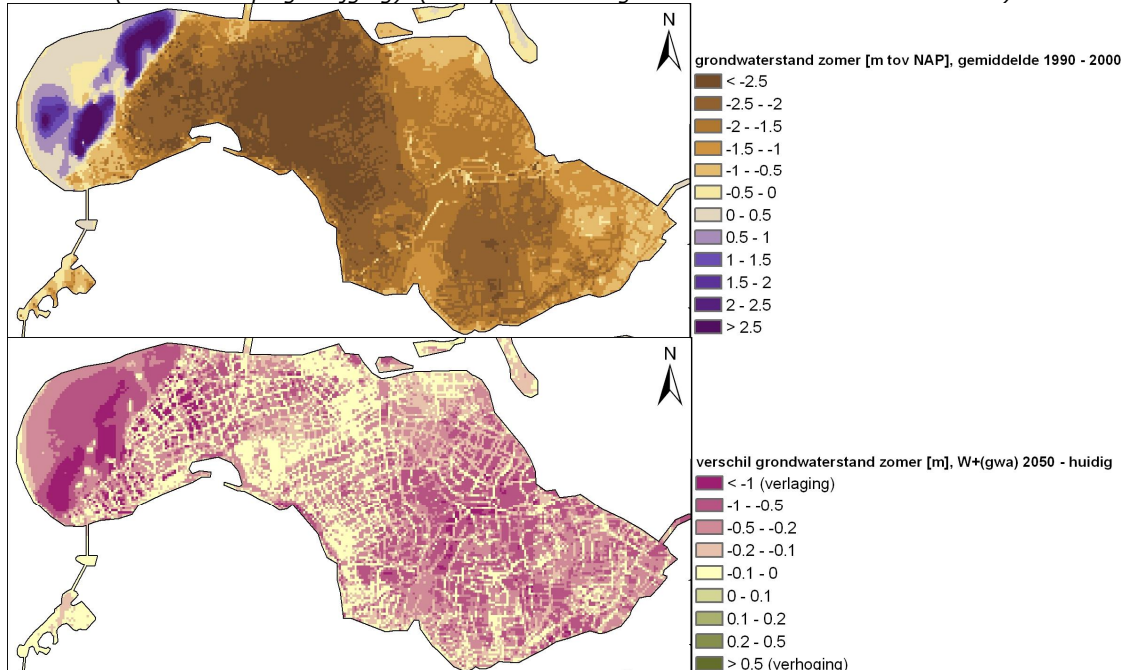 N
grondwaterstand zomer [m tov NAP], gemiddelde 1990 - 2000
< -2.5
-2.5 - -2
-2 - -1.5
-1.5 - -1
-1 - -0.5
-0.5 - 0
0 - 0.5
0.5 - 1
1 - 1.5
1.5 - 2
2 - 2.5
> 2.5
N
verschil grondwaterstand zomer [m], W+(gwa) 2050 - huidig
< -1 (verlaging)
-1 - -0.5
-0.5 - -0.2
-0.2 - -0.1
-0.1 - 0
0 - 0.1
0.1 - 0.2
0.2 - 0.5
> 0.5 (verhoging)